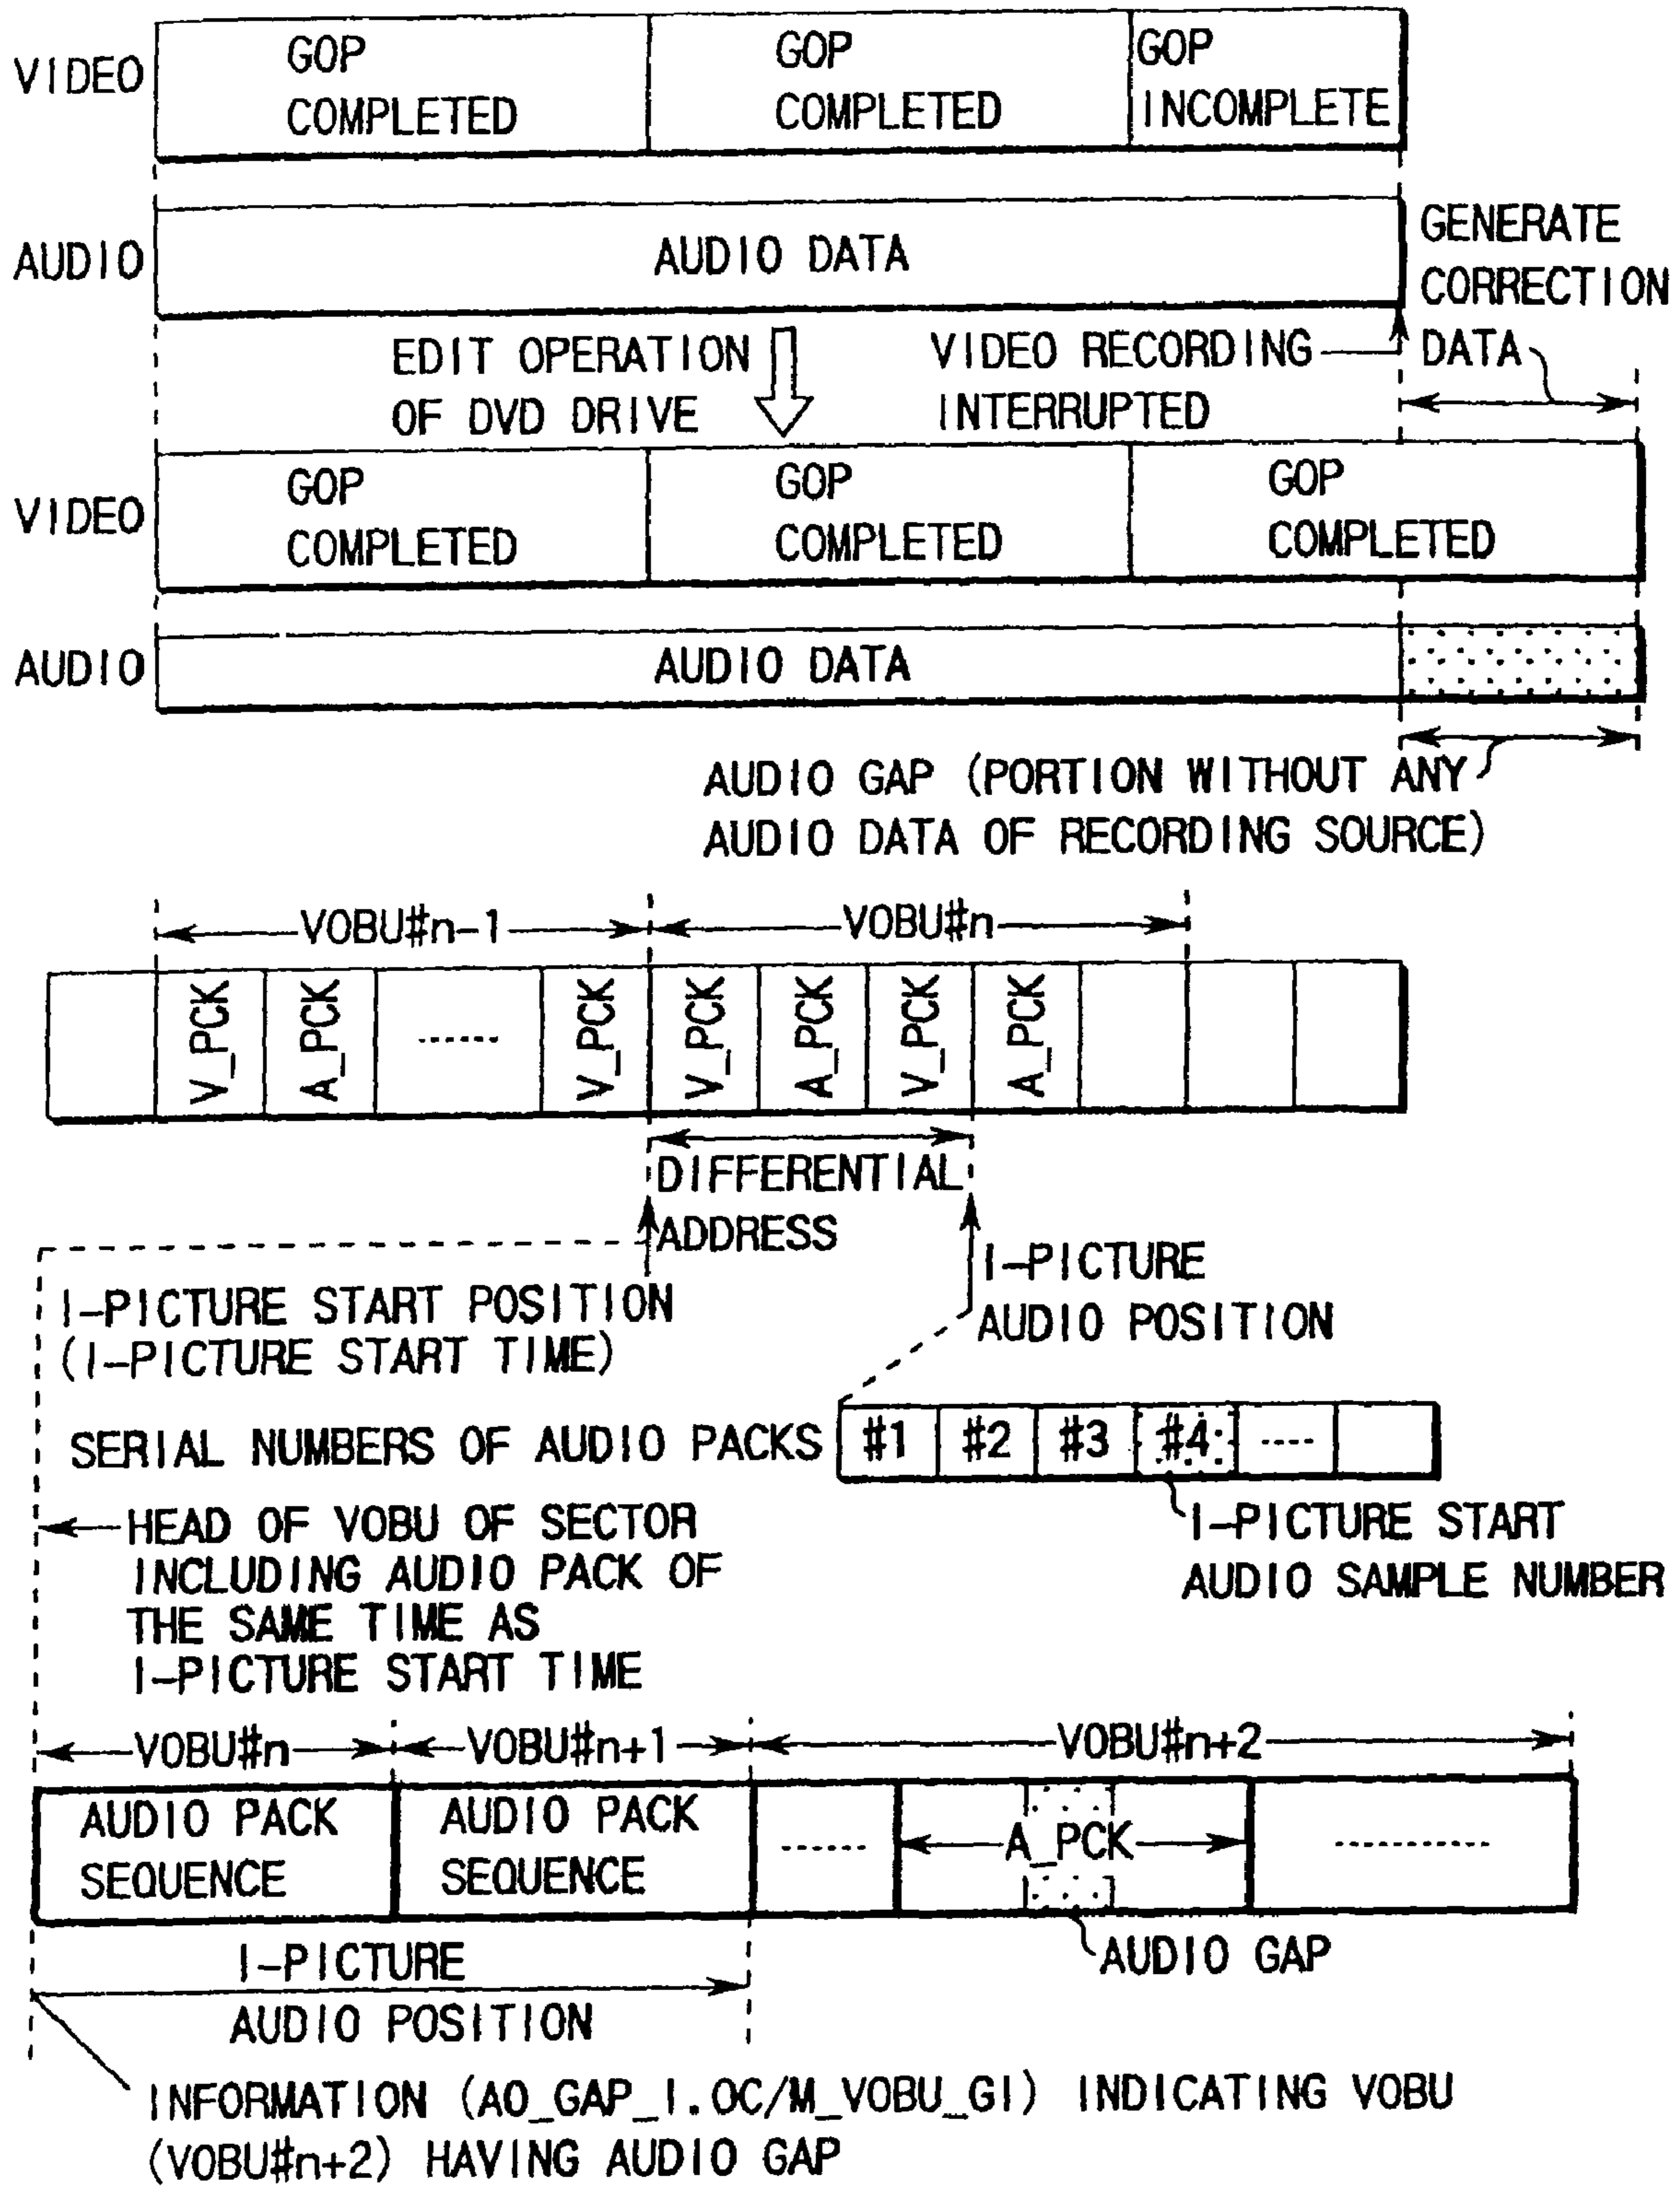 VIDEO
GOP
COMPLETED
GOP
COMPLETED
GOP
INCOMPLETE
AUDIO
AUDIO DATA
GENERATE
CORRECTION
DATA
EDIT OPERATION
OF DVD DRIVE
VIDEO RECORDING
INTERRUPTED
VIDEO
GOP
COMPLETED
GOP
COMPLETED
GOP
COMPLETED
AUDIO
AUDIO DATA
AUDIO GAP (PORTION WITHOUT ANY
AUDIO DATA OF RECORDING SOURCE)
VOBU#n-1
VOBU#n
V_PCK
A_PCK
V_PCK
V_PCK
A_PCK
V_PCK
A_PCK
DIFFERENTIAL
ADDRESS
I-PICTURE START POSITION
(I-PICTURE START TIME)
I-PICTURE
AUDIO POSITION
SERIAL NUMBERS OF AUDIO PACKS
#1
#2
#3
#4
I-PICTURE START
AUDIO SAMPLE NUMBER
HEAD OF VOBU OF SECTOR
INCLUDING AUDIO PACK OF
THE SAME TIME AS
I-PICTURE START TIME
VOBU#n
VOBU#n+1
VOBU#n+2
AUDIO PACK
SEQUENCE
AUDIO PACK
SEQUENCE
A_PCK
AUDIO GAP
I-PICTURE
AUDIO POSITION
INFORMATION (A0_GAP_I.OC/M_VOBU_GI) INDICATING VOBU
(VOBU#n+2) HAVING AUDIO GAP